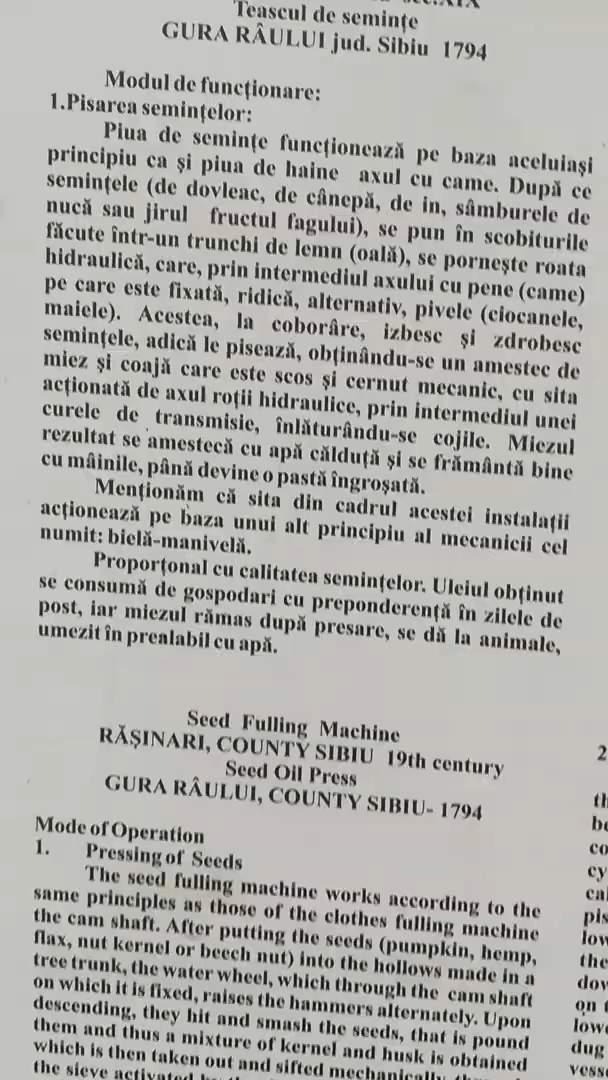 Teascul de semințe
GURA RÂULUI jud. Sibiu 1794
Modul de funcționare:
1.Pisarea semințelor:
Piua de semințe funcționează pe baza aceluiași
principiu ca și piua de haine axul cu came. După ce
semințele (de dovleac, de cânepă, de in, sâmburele de
nucă sau jirul fructul fagului), se pun în scobiturile
făcute într-un trunchi de lemn (oală), se pornește roata
hidraulică, care, prin intermediul axului cu pene (came)
pe care este fixată, ridică, alternativ, pivele (ciocanele,
maiele). Acestea, la coborâre, izbesc și zdrobesc
semințele, adică le pisează, obținându-se un amestec de
miez și coajă care este scos și cernut mecanic, cu sita
acționată de axul roții hidraulice, prin intermediul unei
curele de transmisie, înlăturându-se cojile. Miezul
rezultat se amestecă cu apă călduță și se frământă bine
cu mâinile, până devine o pastă îngroșată.
Menționăm că sita din cadrul acestei instalații
acționează pe baza unui alt principiu al mecanicii cel
numit: bielă-manivelă.
Proporțonal cu calitatea semințelor. Uleiul obținut
se consumă de gospodari cu preponderență în zilele de
post, iar miezul rămas după presare, se dă la animale,
umezit în prealabil cu apă.
Seed Fulling Machine
RĂȘINARI, COUNTY SIBIU 19th century
Seed Oil Press
GURA RÂULUI, COUNTY SIBIU- 1794
Mode of Operation
1. Pressing of Seeds
The seed fulling machine works according to the
same principles as those of the clothes fulling machine
the cam shaft. After putting the seeds (pumpkin, hemp,
flax, nut kernel or beech nut) into the hollows made in a
tree trunk, the water wheel, which through the cam shaft
on which it is fixed, raises the hammers alternately. Upon
descending, they hit and smash the seeds, that is pound
them and thus a mixture of kernel and husk is obtained
which is then taken out and sifted mechanically
the sieve
2